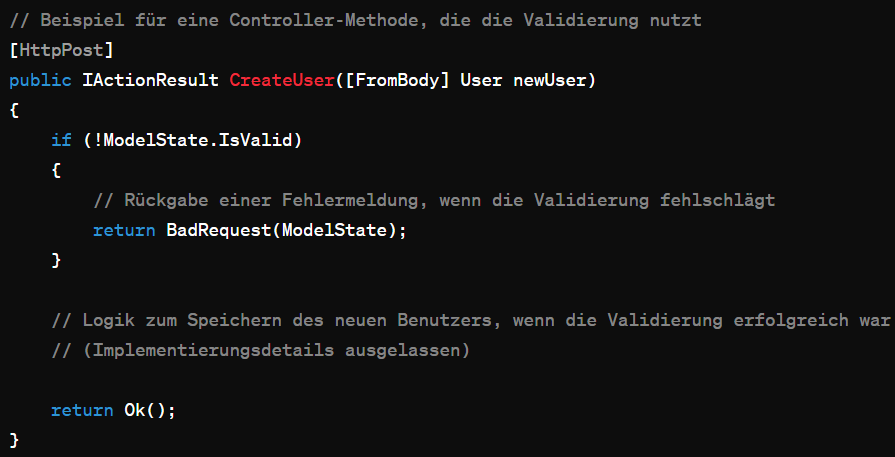 // Beispiel für eine Controller-Methode, die die Validierung nutzt
[HttpPost]
public IActionResult CreateUser([FromBody] User newUser)
{
    if (!ModelState.IsValid)
    {
        // Rückgabe einer Fehlermeldung, wenn die Validierung fehlschlägt
        return BadRequest(ModelState);
    }

    // Logik zum Speichern des neuen Benutzers, wenn die Validierung erfolgreich war
    // (Implementierungsdetails ausgelassen)

    return Ok();
}